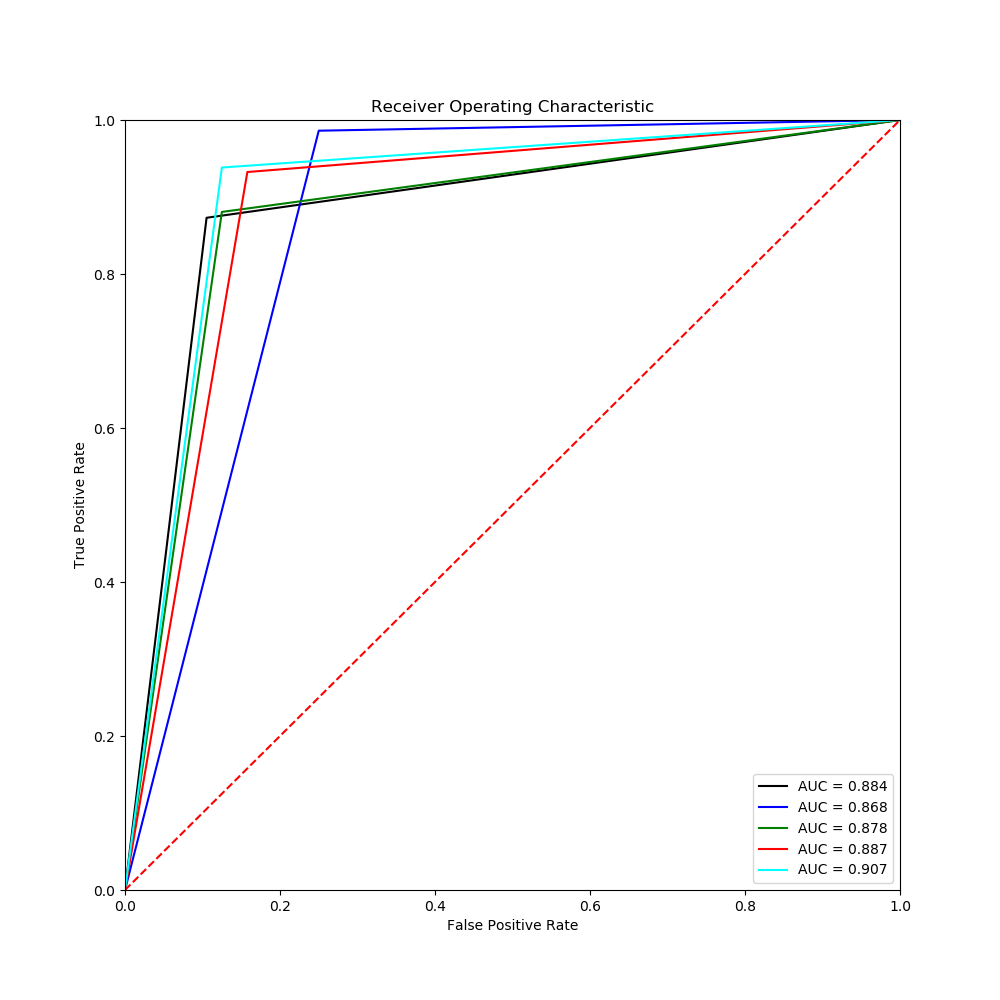 Receiver Operating Characteristic
1.0
0.8
0.6
0.4
0.2
0.0
True Positive Rate
0.0 0.2 0.4 0.6 0.8 1.0
False Positive Rate
AUC = 0.884
AUC = 0.868
AUC = 0.878
AUC = 0.887
AUC = 0.907